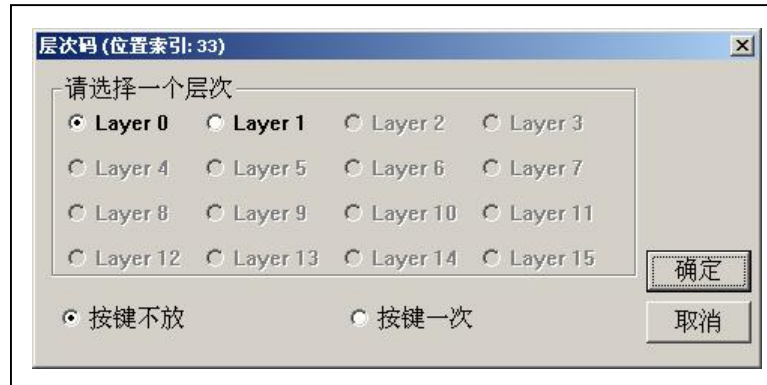 层次码 (位置索引: 33)
请选择一个层次
Layer 0 Layer 1 Layer 2 Layer 3
Layer 4 Layer 5 Layer 6 Layer 7
Layer 8 Layer 9 Layer 10 Layer 11
Layer 12 Layer 13 Layer 14 Layer 15
确定
按键不放 按键一次 取消